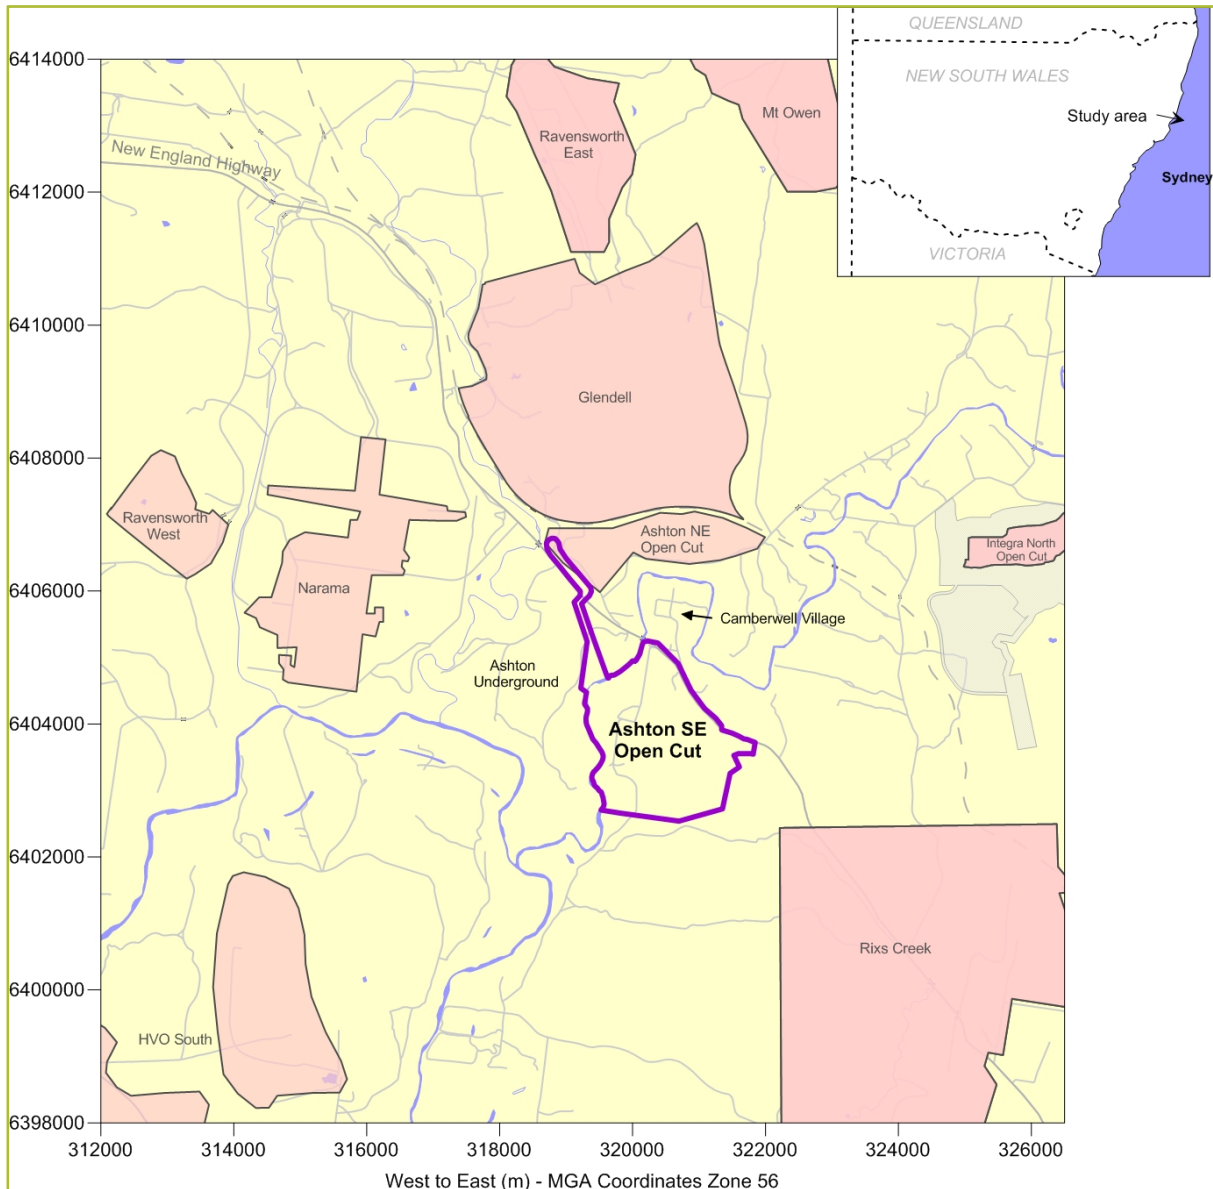 QUEENSLAND
NEW SOUTH WALES
Study area
Sydney
VICTORIA
6414000
6412000
6410000
6408000
6406000
6404000
6402000
6400000
6398000
Mt Owen
Ravensworth
East
New England Highway
Glendell
Ravensworth
West
Narama
Ashton NE
Open Cut
Integra North
Open Cut
Camberwell Village
Ashton
Underground
Ashton SE
Open Cut
Rixs Creek
HVO South
312000
314000
316000
318000
320000
322000
324000
326000
West to East (m) - MGA Coordinates Zone 56